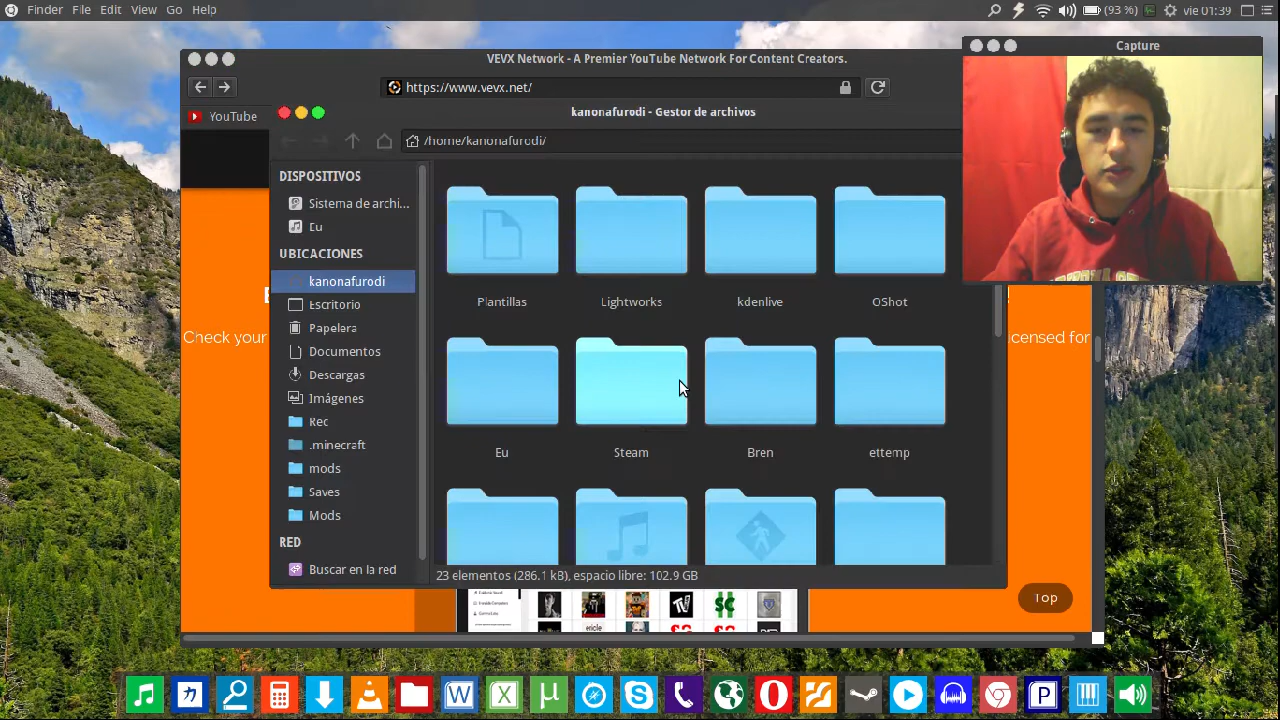 Finder File Edit View Go Help
(93 %) vie 01:39
VEVX Network - A Premier YouTube Network For Content Creators.
Capture
https://www.vevx.net/
YouTube
kanonafurodi - Gestor de archivos
/home/kanonafurodi/
DISPOSITIVOS
Sistema de archi...
Eu
UBICACIONES
kanonafurodi
Escritorio
Papelera
Documentos
Descargas
Imágenes
Rec
.minecraft
mods
Saves
Mods
RED
Buscar en la red
Plantillas Lightworks kdenlive OShot
Eu Steam Bren ettemp
23 elementos (286.1 kB), espacio libre: 102.9 GB
Check your
icensed for
Top